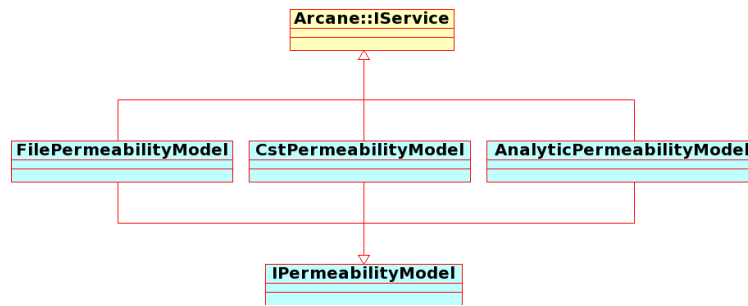 Arcane::IService
FilePermeabilityModel
CstPermeabilityModel
AnalyticPermeabilityModel
IPermeabilityModel